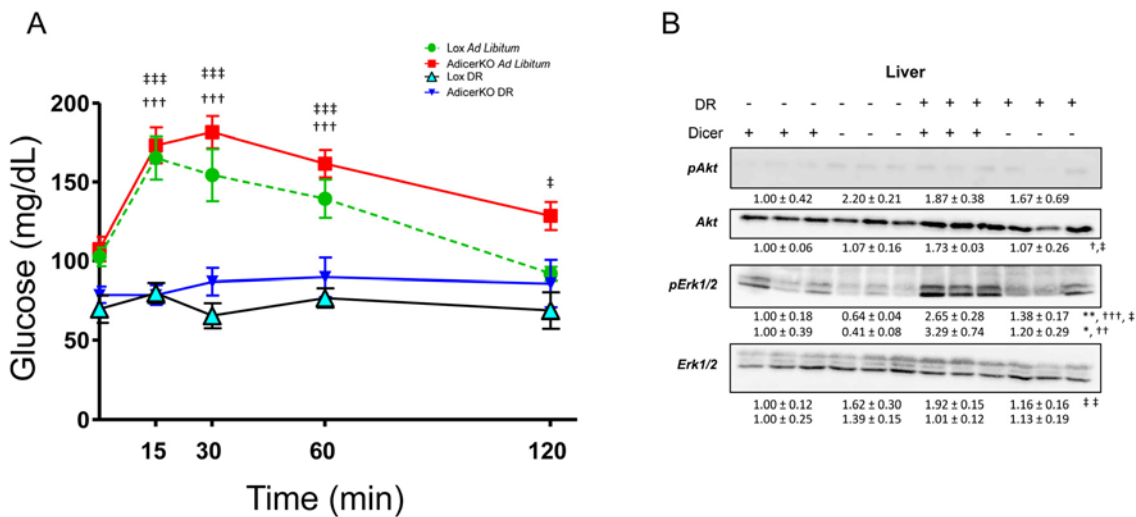 A
Lox Ad Libitum
AdicerKO Ad Libitum
Lox DR
AdicerKO DR
‡‡‡
†††
‡‡‡
†††
‡‡‡
†††
‡
200
150
100
50
0
Glucose (mg/dL)
15 30 60 120
Time (min)
B
Liver
DR - - - - - - + + + + + +
Dicer + + + - - - + + + - - -
pAkt
1.00 ± 0.42 2.20 ± 0.21 1.87 ± 0.38 1.67 ± 0.69
Akt
1.00 ± 0.06 1.07 ± 0.16 1.73 ± 0.03 1.07 ± 0.26 †,‡
pErk1/2
1.00 ± 0.18 0.64 ± 0.04 2.65 ± 0.28 1.38 ± 0.17 **, †††, ‡
1.00 ± 0.39 0.41 ± 0.08 3.29 ± 0.74 1.20 ± 0.29 *, ††
Erk1/2
1.00 ± 0.12 1.62 ± 0.30 1.92 ± 0.15 1.16 ± 0.16 ‡ ‡
1.00 ± 0.25 1.39 ± 0.19 1.01 ± 0.12 1.13 ± 0.19